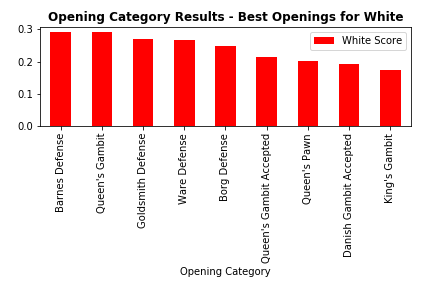 Opening Category Results - Best Openings for White
White Score
0.3
0.2
0.1
0.0
Barnes Defense
Queen's Gambit
Goldsmith Defense
Ware Defense
Borg Defense
Queen's Gambit Accepted
Queen's Pawn
Danish Gambit Accepted
King's Gambit
Opening Category